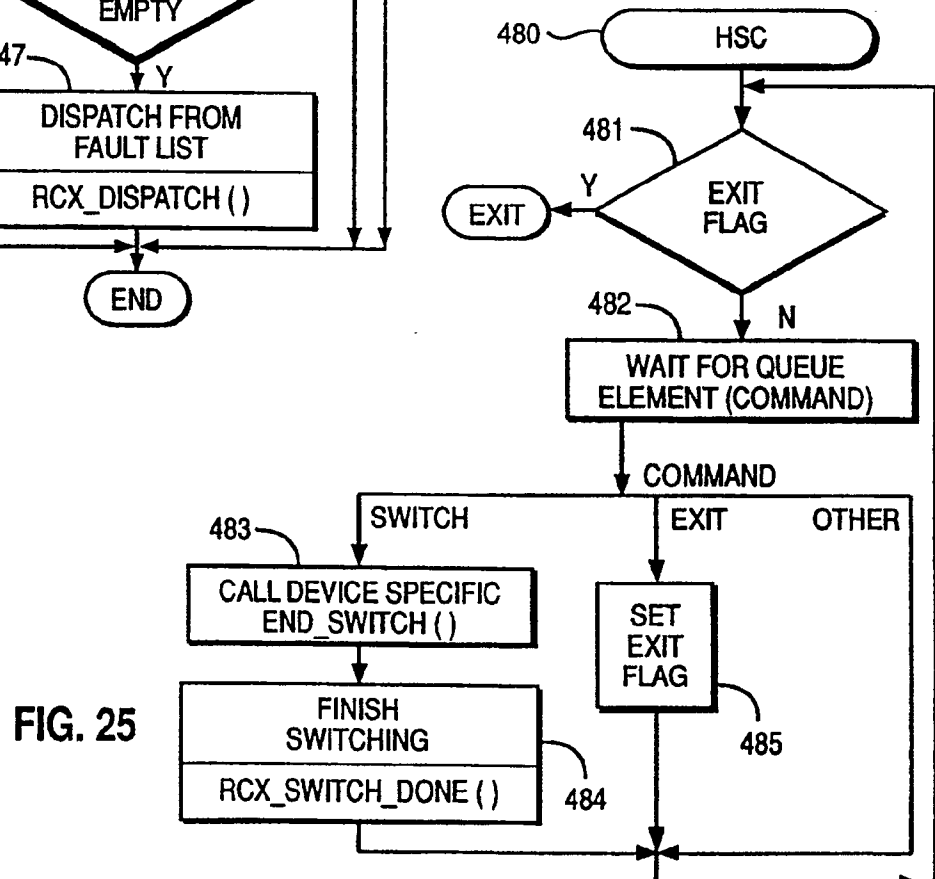 EMPTY
47
Y
DISPATCH FROM
FAULT LIST
RCX_DISPATCH ( )
END
480
HSC
481
EXIT
FLAG
Y
EXIT
N
482
WAIT FOR QUEUE
ELEMENT (COMMAND)
COMMAND
SWITCH
EXIT
OTHER
483
CALL DEVICE SPECIFIC
END_SWITCH ( )
SET
EXIT
FLAG
485
FINISH
SWITCHING
RCX_SWITCH_DONE ( )
484
FIG. 25